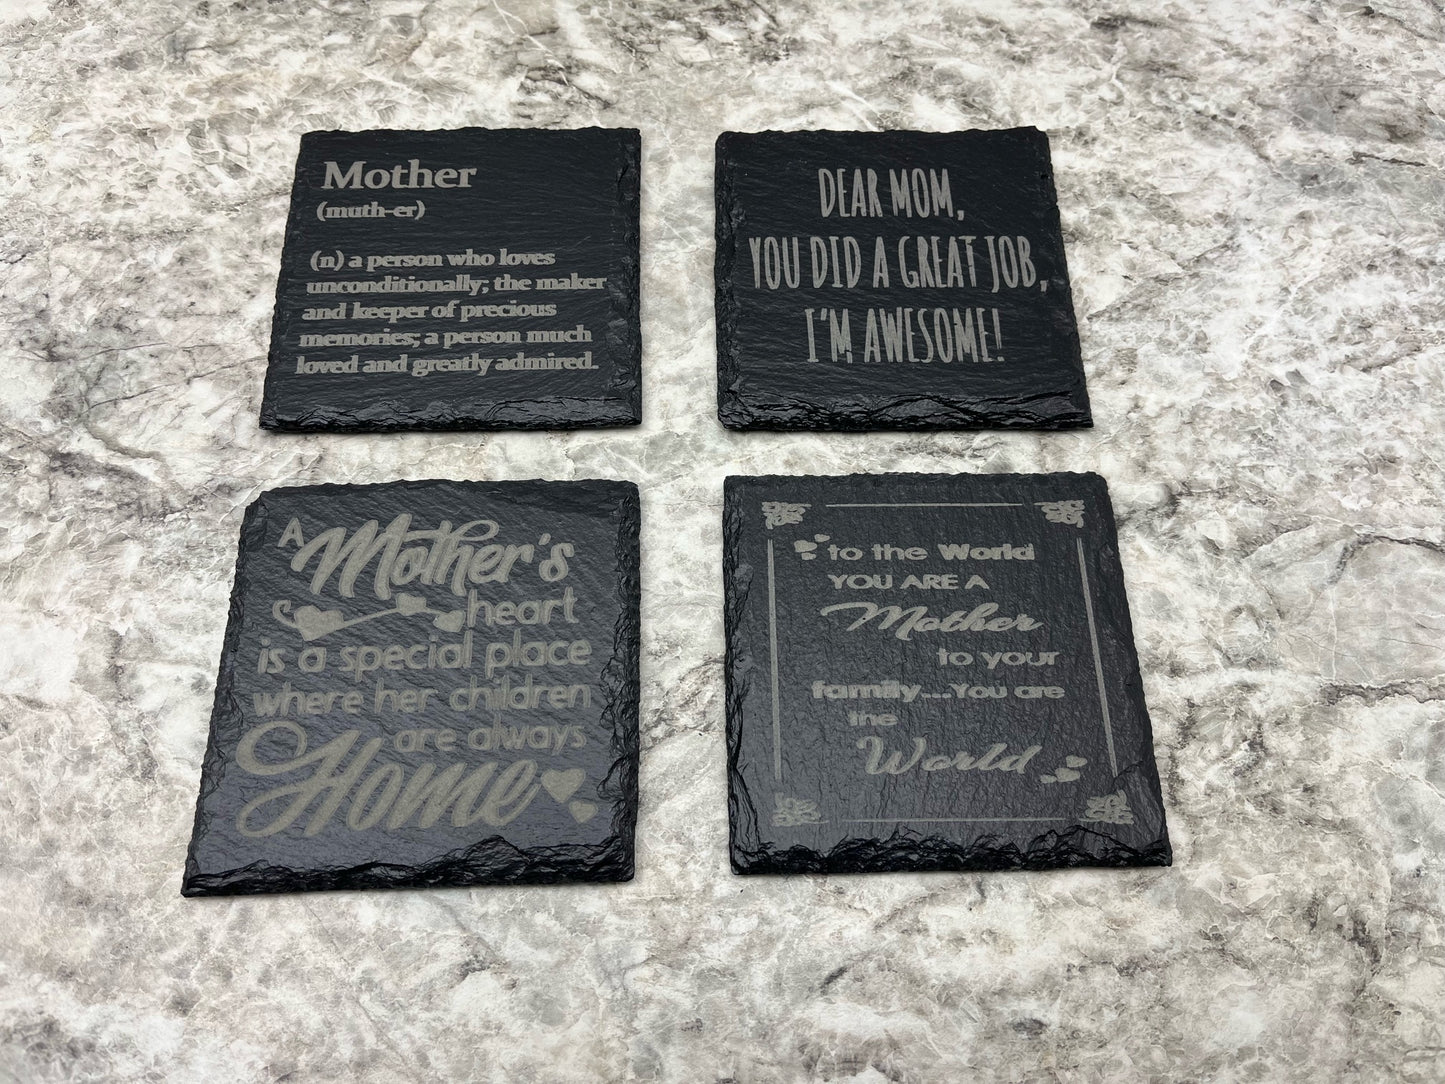 Mother
(muth-er)
(n) a person who loves
unconditionally; the maker
and keeper of precious
memories; a person much
loved and greatly admired.
DEAR MOM,
YOU DID A GREAT JOB,
I'M AWESOME!
A Mother's
heart
is a special place
where her children
are always
Home
to the World
YOU ARE A
Mother
to your
family....You are
the
World